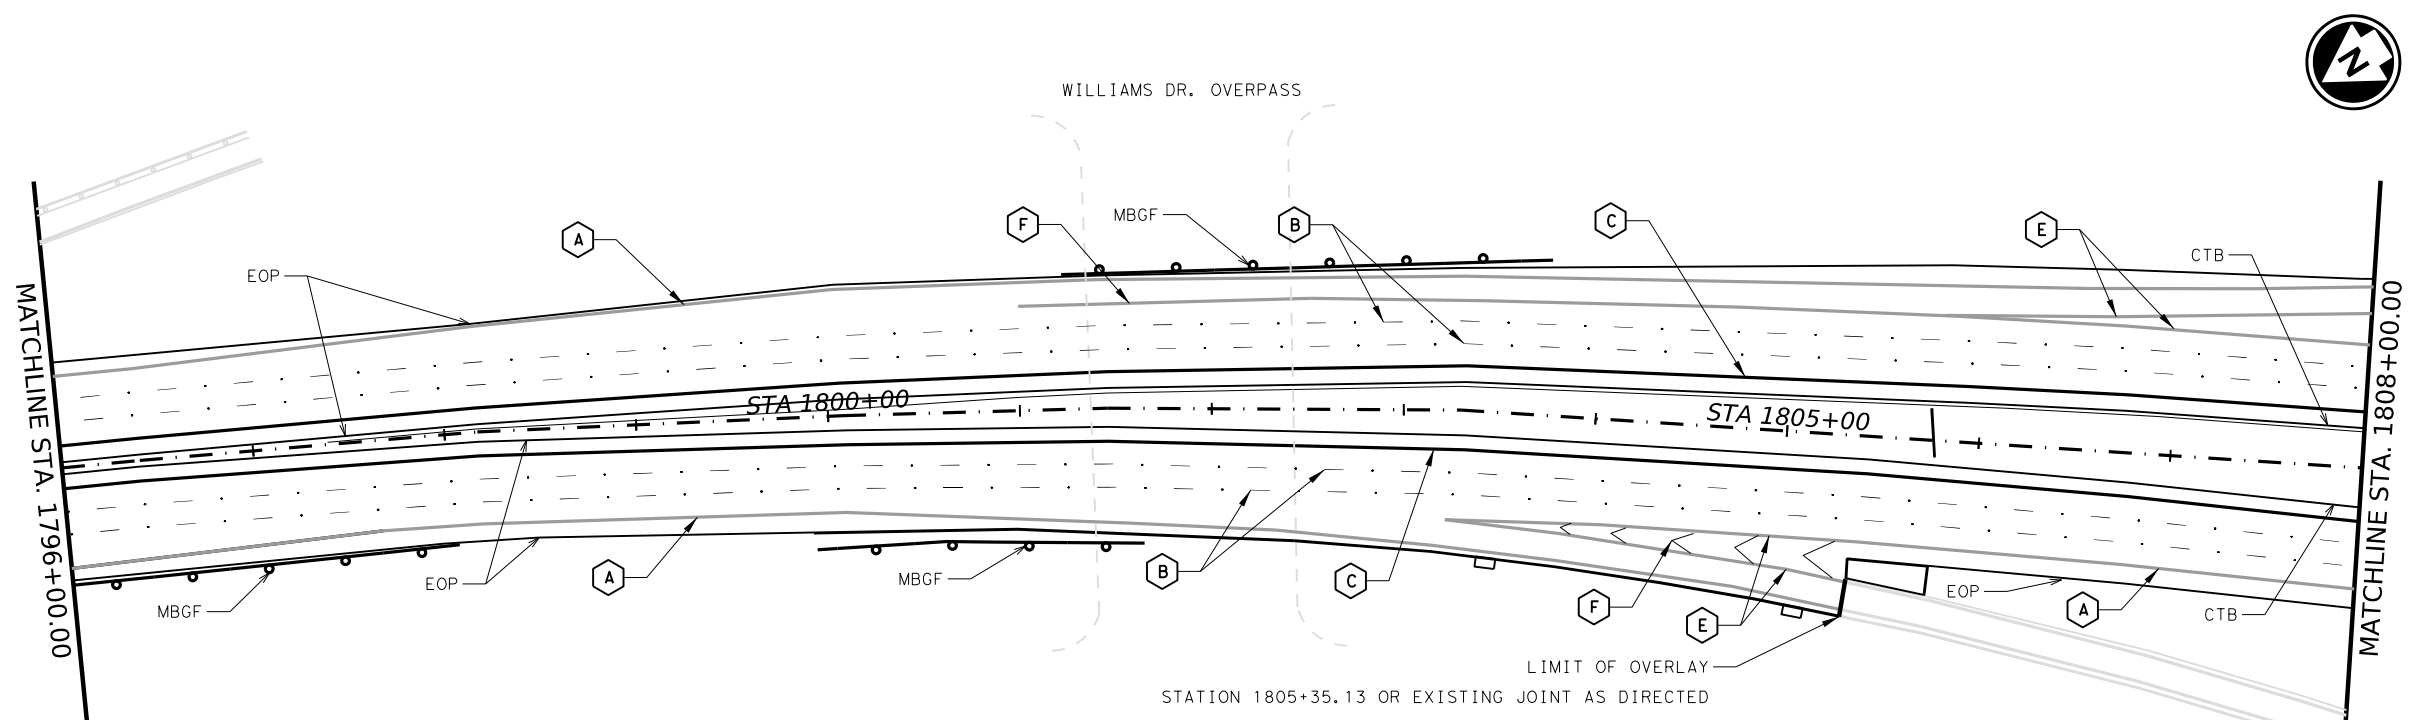 WILLIAMS DR. OVERPASS
N
F
MBGF
B
C
A
E
CTB
EOP
MATCHLINE STA. 1796+00.00
MATCHLINE STA. 1808+00.00
STA 1800+00
STA 1805+00
MBGF
EOP
A
MBGF
B
C
F
E
EOP
A
CTB
LIMIT OF OVERLAY
STATION 1805+35.13 OR EXISTING JOINT AS DIRECTED